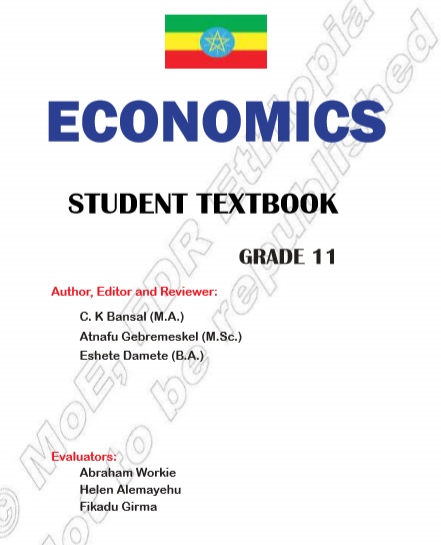 ECONOMICS
STUDENT TEXTBOOK
GRADE 11
Author, Editor and Reviewer:
C. K Bansal (M.A.)
Atnafu Gebremeskel (M.Sc.)
Eshete Damete (B.A.)
Evaluators:
Abraham Workie
Helen Alemayehu
Fikadu Girma
© MoE, FDR Ethiopia
not to be republished